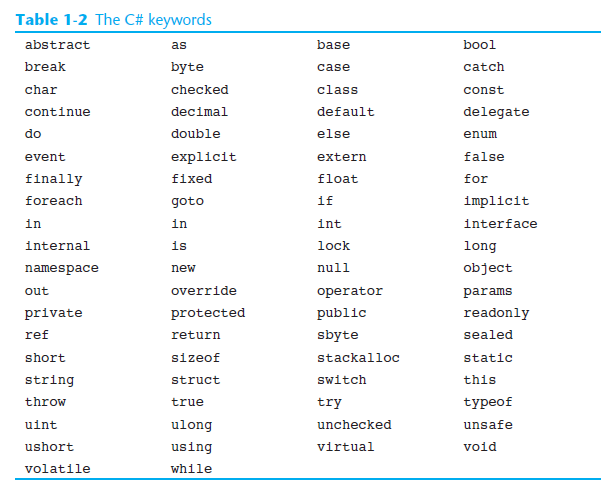 Table 1-2 The C# keywords
abstract as base bool
break byte case catch
char checked class const
continue decimal default delegate
do double else enum
event explicit extern false
finally fixed float for
foreach goto if implicit
in in int interface
internal is lock long
namespace new null object
out override operator params
private protected public readonly
ref return sbyte sealed
short sizeof stackalloc static
string struct switch this
throw true try typeof
uint ulong unchecked unsafe
ushort using virtual void
volatile while